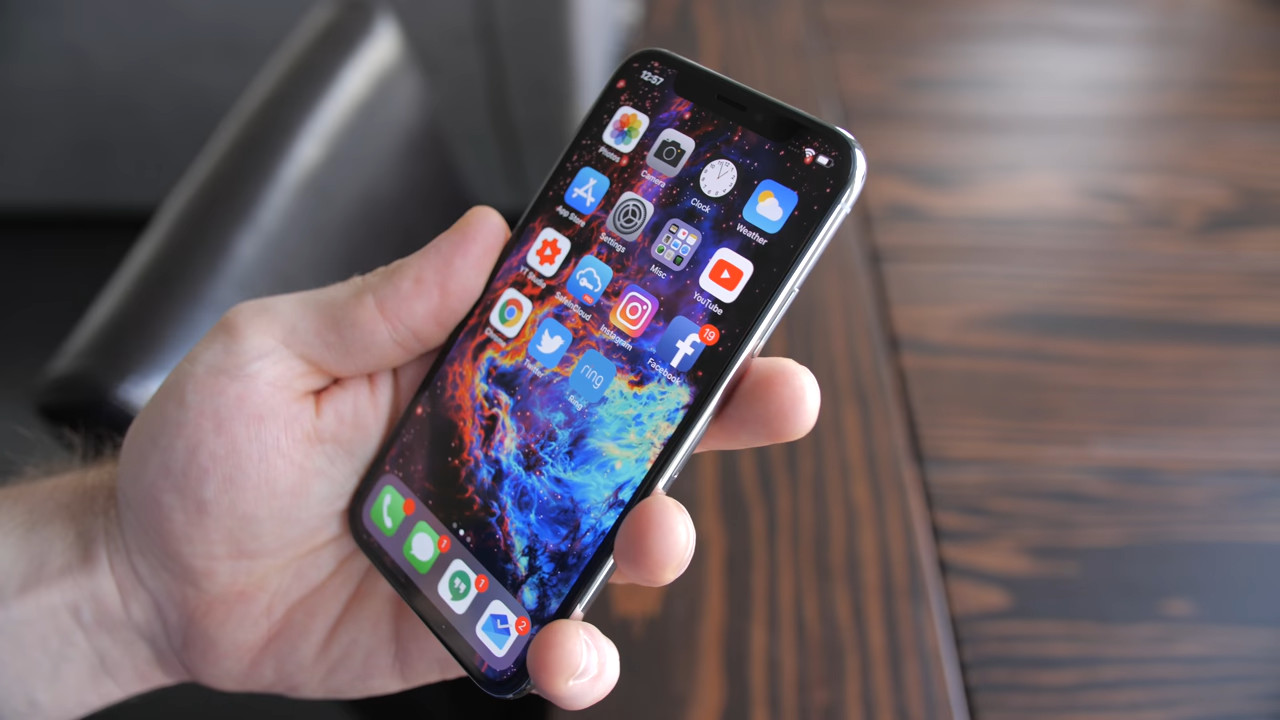 12:57
Photos
Camera
Clock
Weather
App Store
Settings
Misc
YouTube
YT Studio
SafeInCloud
Instagram
19
Facebook
Chrome
Twitter
ring
Ring
1
1
2